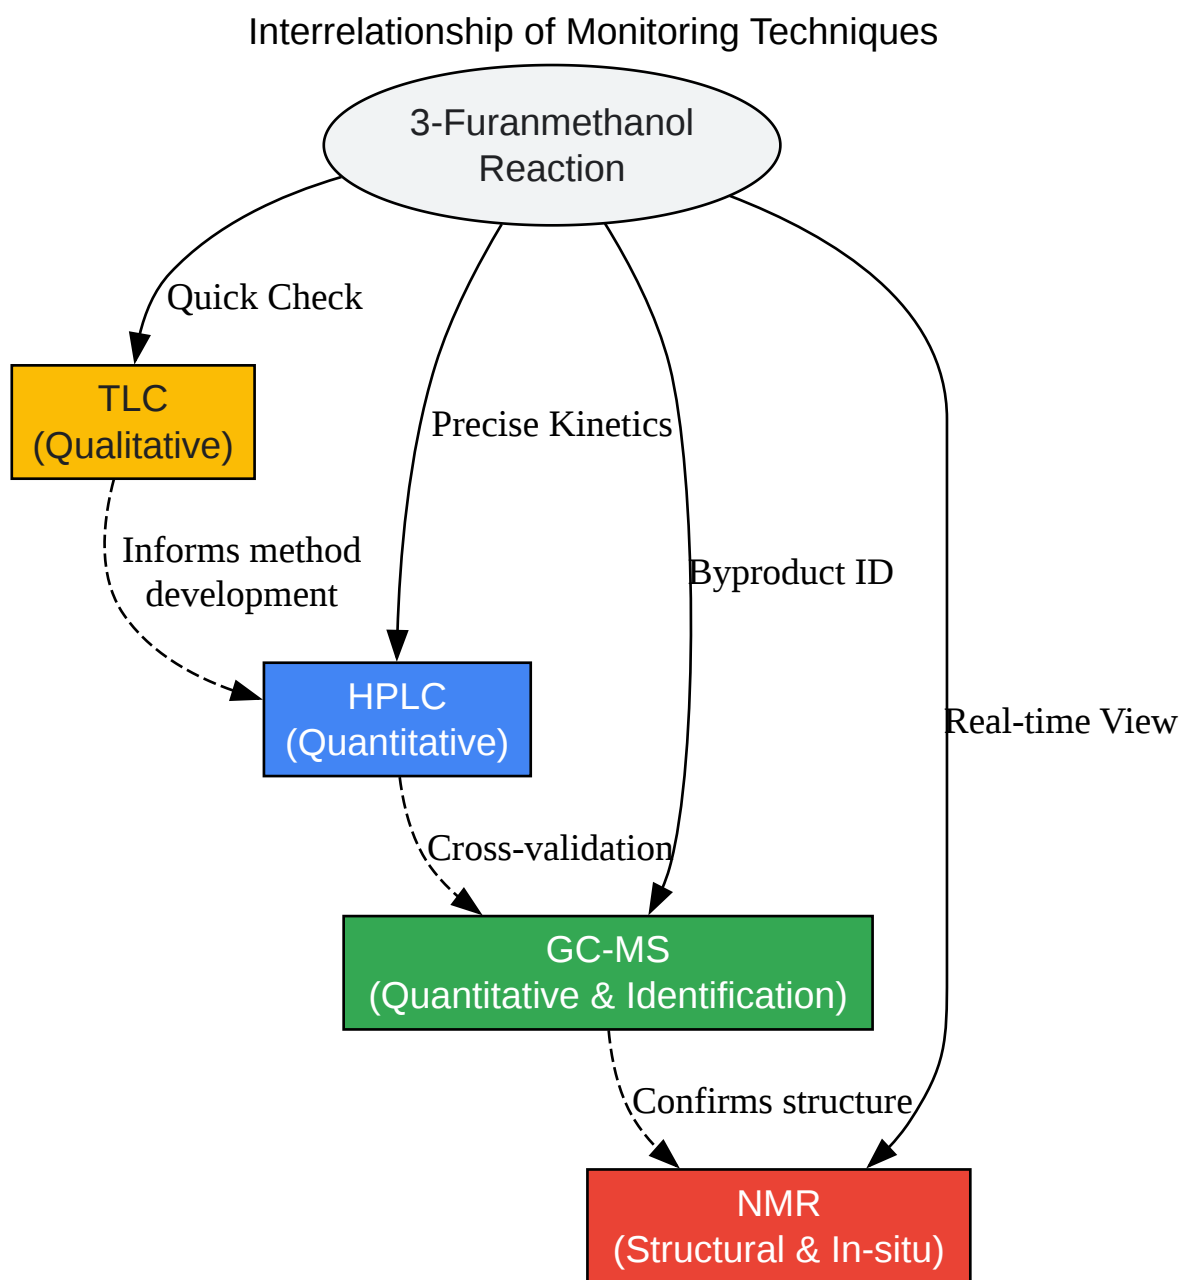 Interrelationship of Monitoring Techniques
3-Furanmethanol
Reaction
Quick Check
TLC
(Qualitative)
Precise Kinetics
Informs method
development
Byproduct ID
HPLC
(Quantitative)
Real-time View
Cross-validation
GC-MS
(Quantitative & Identification)
Confirms structure
NMR
(Structural & In-situ)